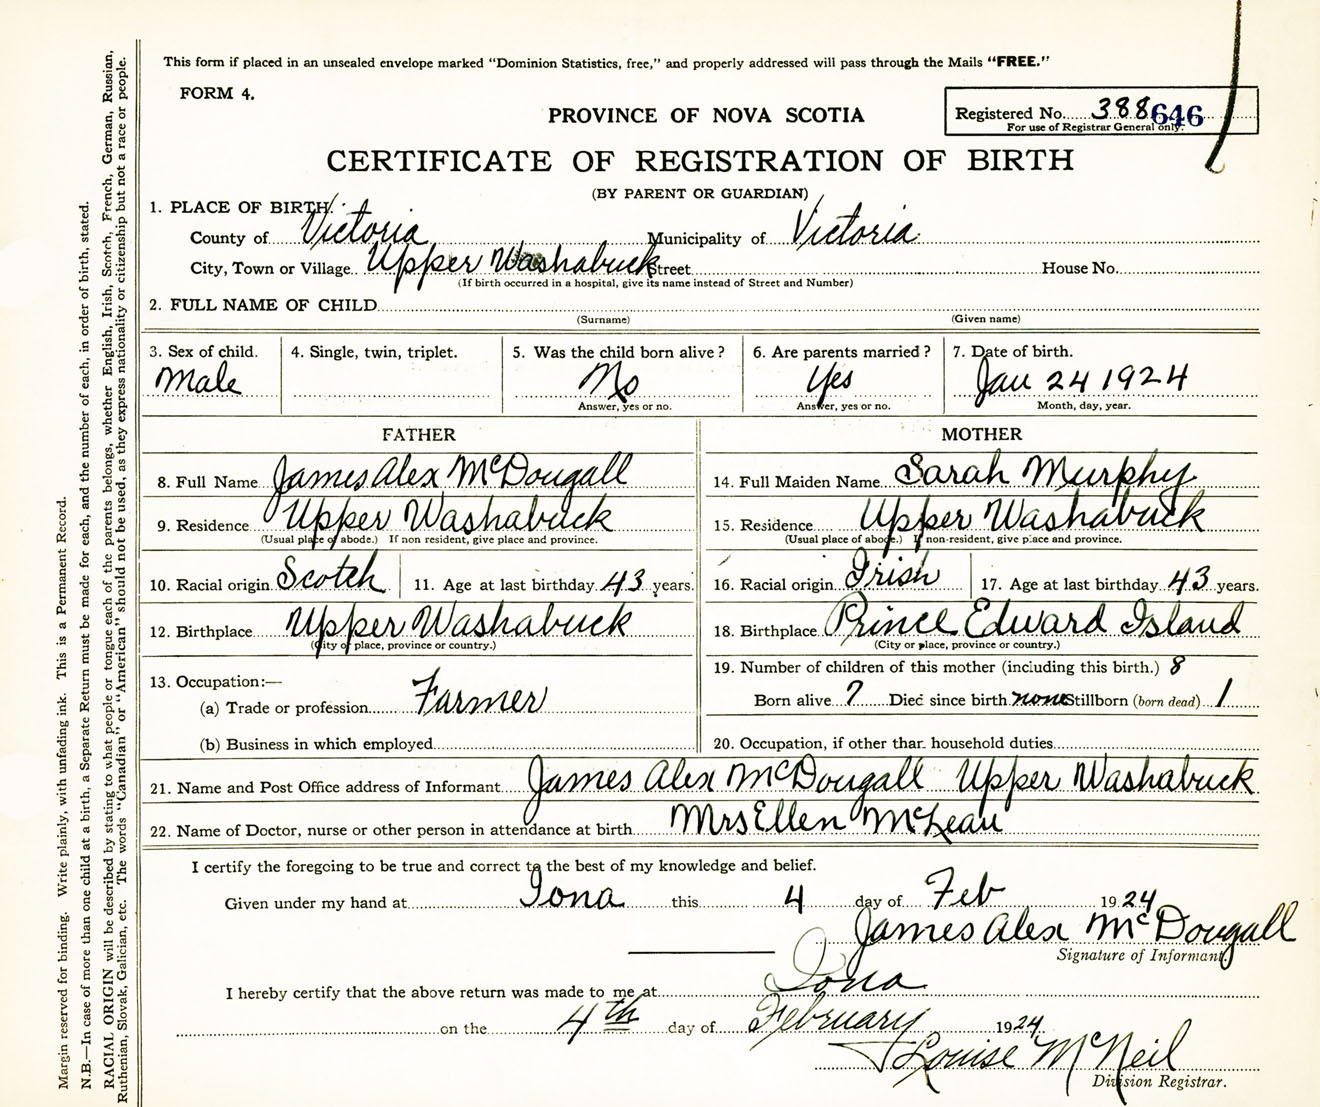 This form if placed in an unsealed envelope marked "Dominion Statistics, free," and properly addressed will pass through the Mails "FREE."
FORM 4.
PROVINCE OF NOVA SCOTIA
Registered No. 388646
For use of Registrar General only.
CERTIFICATE OF REGISTRATION OF BIRTH
(BY PARENT OR GUARDIAN)
1. PLACE OF BIRTH.
County of Victoria Municipality of Victoria
City, Town or Village Upper Washabuck Street House No.
(If birth occurred in a hospital, give its name instead of Street and Number)
2. FULL NAME OF CHILD
(Surname) (Given name)
3. Sex of child. 4. Single, twin, triplet. 5. Was the child born alive? 6. Are parents married? 7. Date of birth.
Male No Yes Jan 24 1924
Answer, yes or no. Answer, yes or no. Month, day, year.
FATHER MOTHER
8. Full Name James Alex McDougall 14. Full Maiden Name Sarah Murphy
9. Residence Upper Washabuck 15. Residence Upper Washabuck
(Usual place of abode.) If non resident, give place and province. (Usual place of abode.) If non-resident, give place and province.
10. Racial origin Scotch 11. Age at last birthday 43 years. 16. Racial origin Irish 17. Age at last birthday 43 years.
12. Birthplace Upper Washabuck 18. Birthplace Prince Edward Island
(City or place, province or country.) (City or place, province or country.)
13. Occupation:— 19. Number of children of this mother (including this birth.) 8
(a) Trade or profession Farmer Born alive 7 Died since birth none Stillborn (born dead) 1
(b) Business in which employed 20. Occupation, if other than household duties
21. Name and Post Office address of Informant James Alex McDougall Upper Washabuck
22. Name of Doctor, nurse or other person in attendance at birth Mrs Ellen McLean
I certify the foregoing to be true and correct to the best of my knowledge and belief.
Given under my hand at Iona this 4 day of Feb 1924
James Alex McDougall
Signature of Informant.
I hereby certify that the above return was made to me at Iona
on the 4th day of February 1924
J Louise McNeil
Division Registrar.
Margin reserved for binding. Write plainly, with unfading ink. This is a Permanent Record.
N.B.—In case of more than one child at a birth, a Separate Return must be made for each, and the number of each, in order of birth, stated.
RACIAL ORIGIN will be described by stating to what people or tongue each of the parents belongs, whether English, Irish, Scotch, French, German, Russian,
Ruthenian, Slovak, Galician, etc. The words "Canadian" or "American" should not be used, as they express nationality or citizenship but not a race or people.